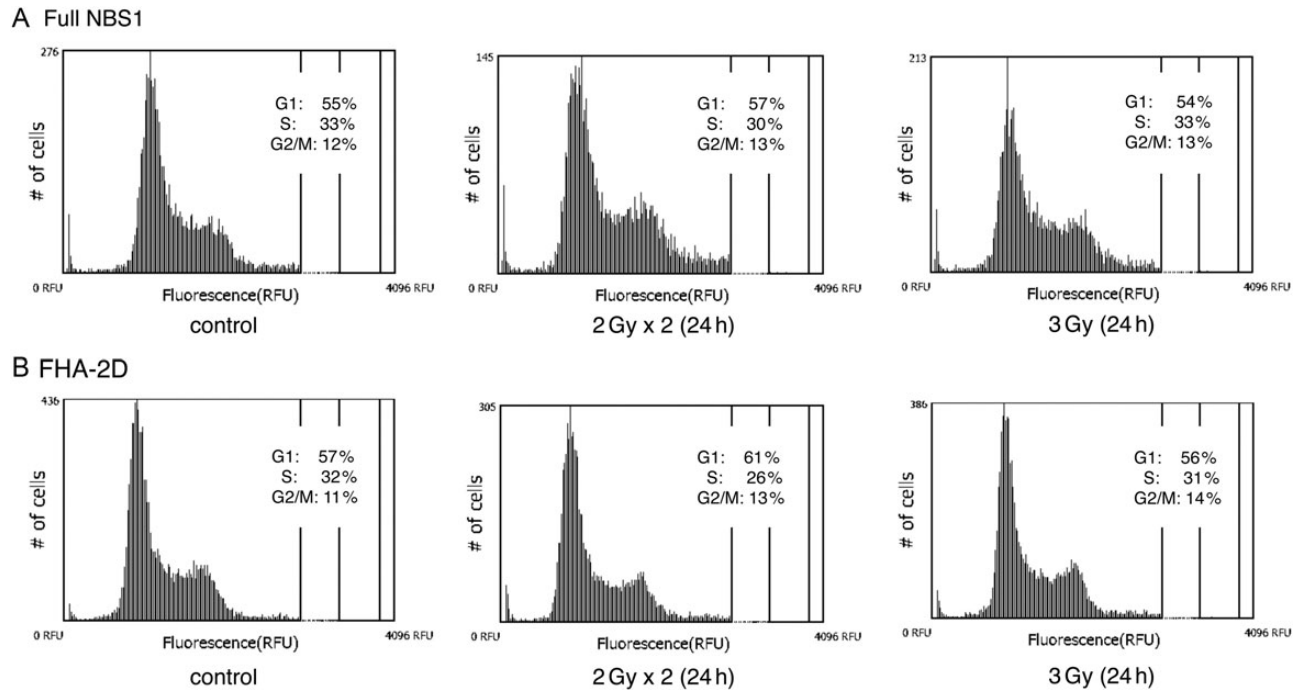 A Full NBS1
276
# of cells
G1: 55%
S: 33%
G2/M: 12%
0 RFU
Fluorescence(RFU)
4096 RFU
control
145
# of cells
G1: 57%
S: 30%
G2/M: 13%
0 RFU
Fluorescence(RFU)
4096 RFU
2 Gy x 2 (24 h)
213
# of cells
G1: 54%
S: 33%
G2/M: 13%
0 RFU
Fluorescence(RFU)
4096 RFU
3 Gy (24 h)
B FHA-2D
436
# of cells
G1: 57%
S: 32%
G2/M: 11%
0 RFU
Fluorescence(RFU)
4096 RFU
control
305
# of cells
G1: 61%
S: 26%
G2/M: 13%
0 RFU
Fluorescence(RFU)
4096 RFU
2 Gy x 2 (24 h)
386
# of cells
G1: 56%
S: 31%
G2/M: 14%
0 RFU
Fluorescence(RFU)
4096 RFU
3 Gy (24 h)